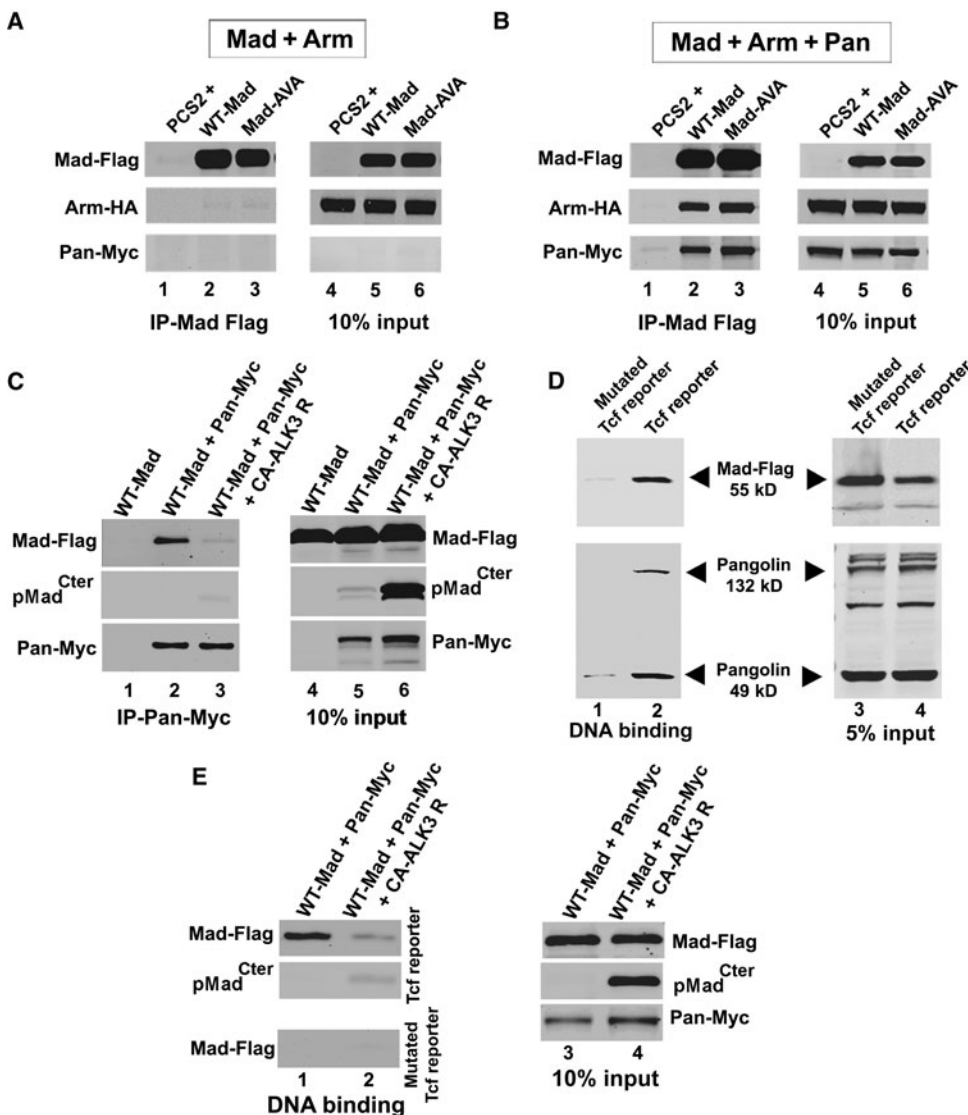 A
Mad + Arm
PCS2 +
WT-Mad
Mad-AVA
PCS2 +
WT-Mad
Mad-AVA
Mad-Flag
Arm-HA
Pan-Myc
1 2 3 4 5 6
IP-Mad Flag 10% input
B
Mad + Arm + Pan
PCS2 +
WT-Mad
Mad-AVA
PCS2 +
WT-Mad
Mad-AVA
Mad-Flag
Arm-HA
Pan-Myc
1 2 3 4 5 6
IP-Mad Flag 10% input
C
WT-Mad
WT-Mad + Pan-Myc
WT-Mad + Pan-Myc
+ CA-ALK3 R
WT-Mad
WT-Mad + Pan-Myc
WT-Mad + Pan-Myc
+ CA-ALK3 R
Mad-Flag Mad-Flag
pMad Cter pMad Cter
Pan-Myc Pan-Myc
1 2 3 4 5 6
IP-Pan-Myc 10% input
D
Mutated
Tcf reporter
Tcf reporter
Mutated
Tcf reporter
Tcf reporter
Mad-Flag
55 kD
Pangolin
132 kD
Pangolin
49 kD
1 2 3 4
DNA binding 5% input
E
WT-Mad + Pan-Myc
WT-Mad + Pan-Myc
+ CA-ALK3 R
WT-Mad + Pan-Myc
WT-Mad + Pan-Myc
+ CA-ALK3 R
Mad-Flag
pMad Cter
Tcf reporter
Mad-Flag
Mutated
Tcf reporter
1 2
DNA binding
Mad-Flag
pMad Cter
Pan-Myc
3 4
10% input